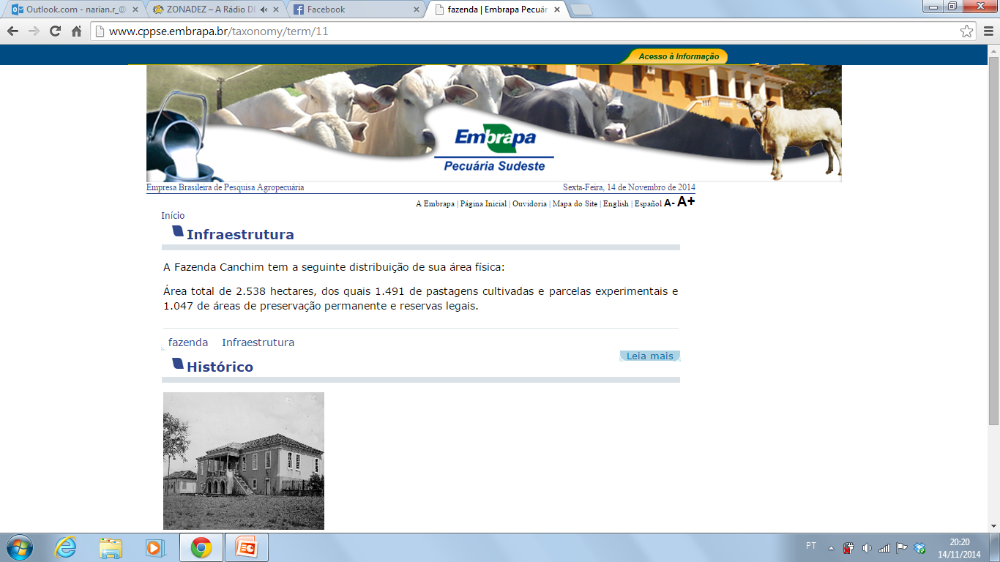 Outlook.com - narian.r_@
ZONADEZ – A Rádio DE
Facebook
fazenda | Embrapa Pecuár
www.cppse.embrapa.br/taxonomy/term/11
Acesso à Informação
Embrapa
Pecuária Sudeste
Empresa Brasileira de Pesquisa Agropecuária
Sexta-Feira, 14 de Novembro de 2014
A Embrapa | Página Inicial | Ouvidoria | Mapa do Site | English | Español A- A+
Início
Infraestrutura
A Fazenda Canchim tem a seguinte distribuição de sua área física:
Área total de 2.538 hectares, dos quais 1.491 de pastagens cultivadas e parcelas experimentais e
1.047 de áreas de preservação permanente e reservas legais.
fazenda Infraestrutura
Leia mais
Histórico
PT
20:20
14/11/2014